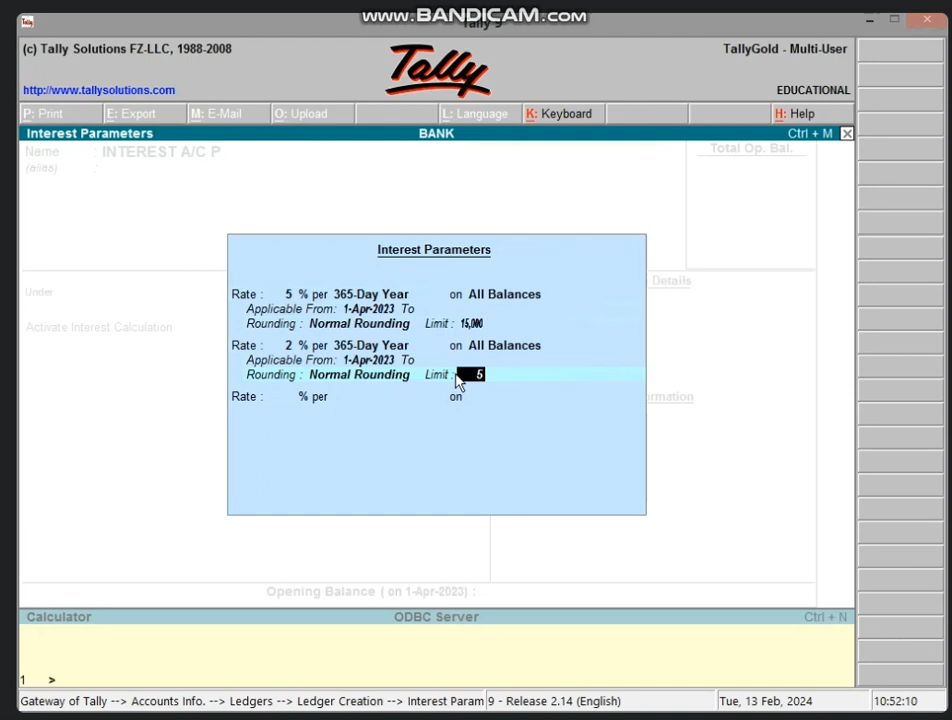 WWW.BANDICAM.COM
Tally 9
(c) Tally Solutions FZ-LLC, 1988-2008
Tally
TallyGold - Multi-User
http://www.tallysolutions.com
EDUCATIONAL
P: Print E: Export M: E-Mail O: Upload L: Language K: Keyboard H: Help
Interest Parameters BANK Ctrl + M
Name : INTEREST A/C P Total Op. Bal.
(alias) :
Interest Parameters
Details
Under
Rate : 5 % per 365-Day Year on All Balances
Applicable From: 1-Apr-2023 To
Rounding : Normal Rounding Limit : 15,000
Activate Interest Calculation
Rate : 2 % per 365-Day Year on All Balances
Applicable From: 1-Apr-2023 To
Rounding : Normal Rounding Limit : 5
Rate : % per on
Opening Balance ( on 1-Apr-2023) :
Calculator ODBC Server Ctrl + N
1 >
Gateway of Tally --> Accounts Info. --> Ledgers --> Ledger Creation --> Interest Param 9 - Release 2.14 (English) Tue, 13 Feb, 2024 10:52:10